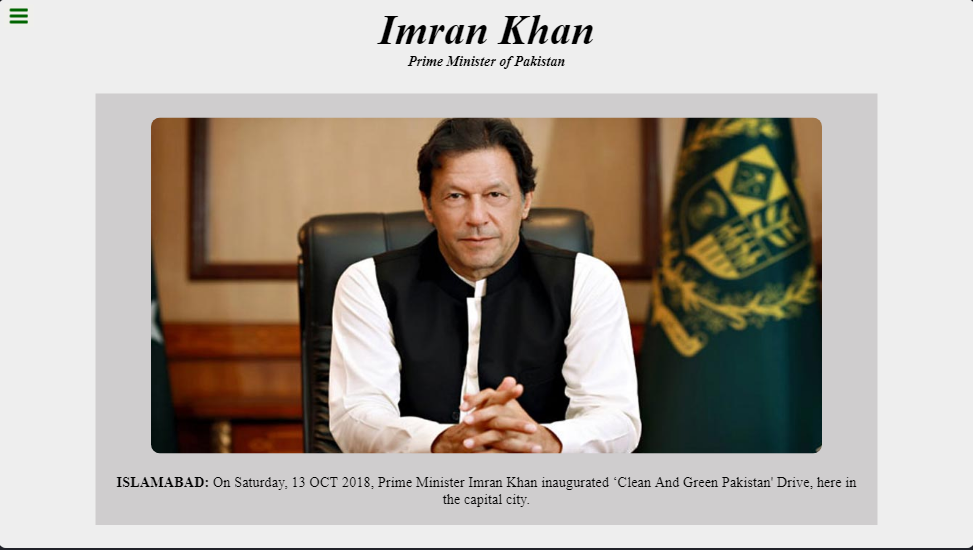 Imran Khan
Prime Minister of Pakistan
ISLAMABAD: On Saturday, 13 OCT 2018, Prime Minister Imran Khan inaugurated ‘Clean And Green Pakistan' Drive, here in
the capital city.